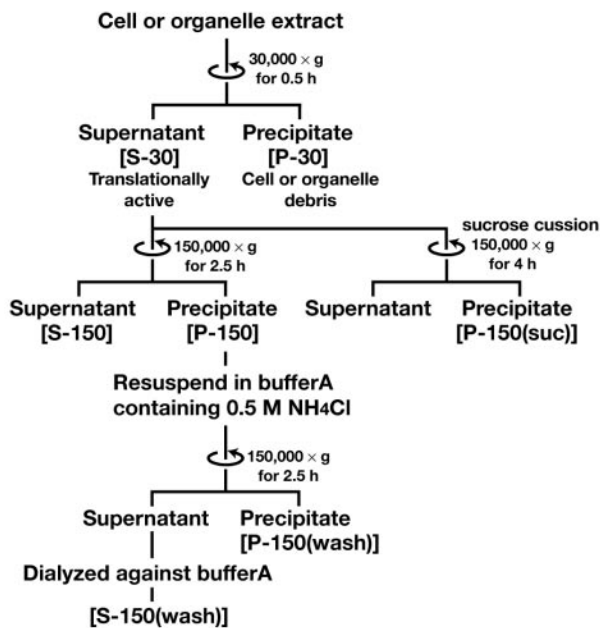 Cell or organelle extract
30,000 × g
for 0.5 h
Supernatant
[S-30]
Translationally
active
Precipitate
[P-30]
Cell or organelle
debris
150,000 × g
for 2.5 h
sucrose cussion
150,000 × g
for 4 h
Supernatant
[S-150]
Precipitate
[P-150]
Supernatant
Precipitate
[P-150(suc)]
Resuspend in bufferA
containing 0.5 M NH4Cl
150,000 × g
for 2.5 h
Supernatant
Precipitate
[P-150(wash)]
Dialyzed against bufferA
[S-150(wash)]